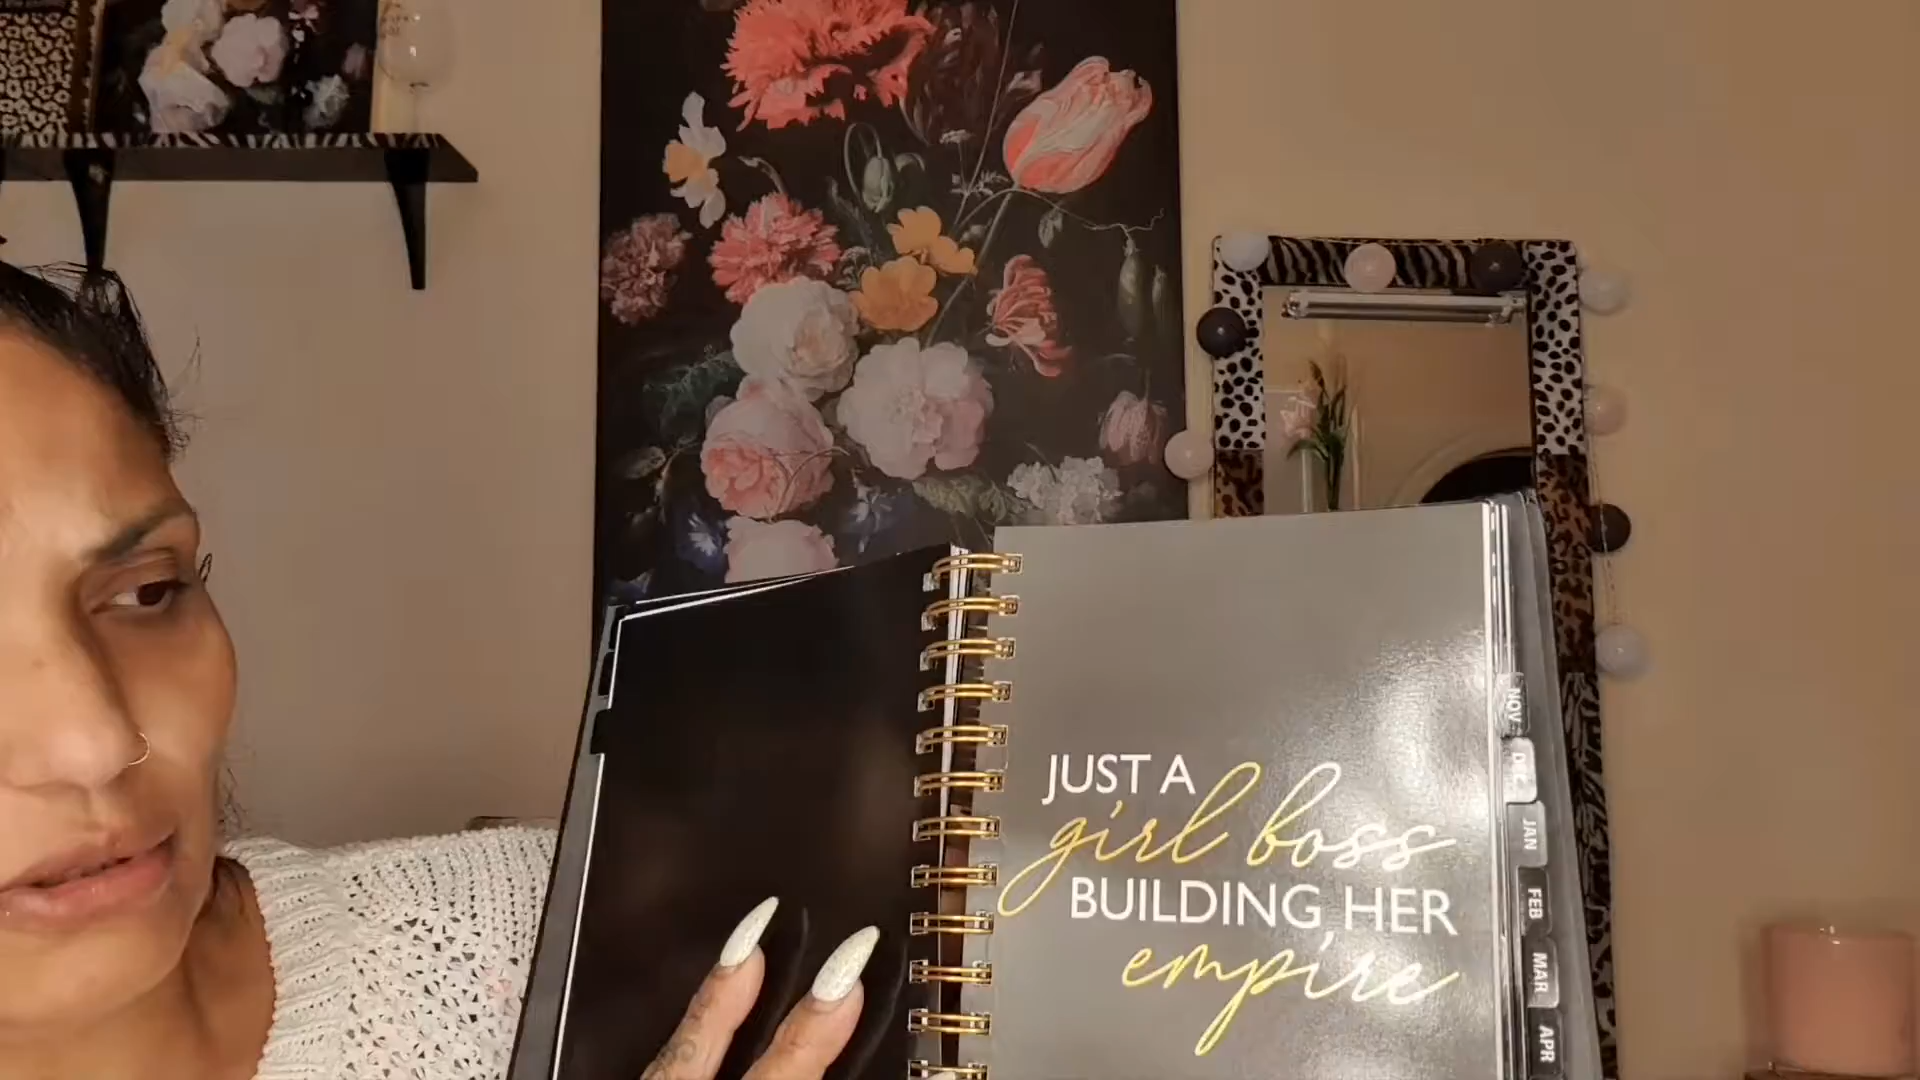 JUST A
girl boss
BUILDING HER
empire
NOV
DEC
JAN
FEB
MAR
APR